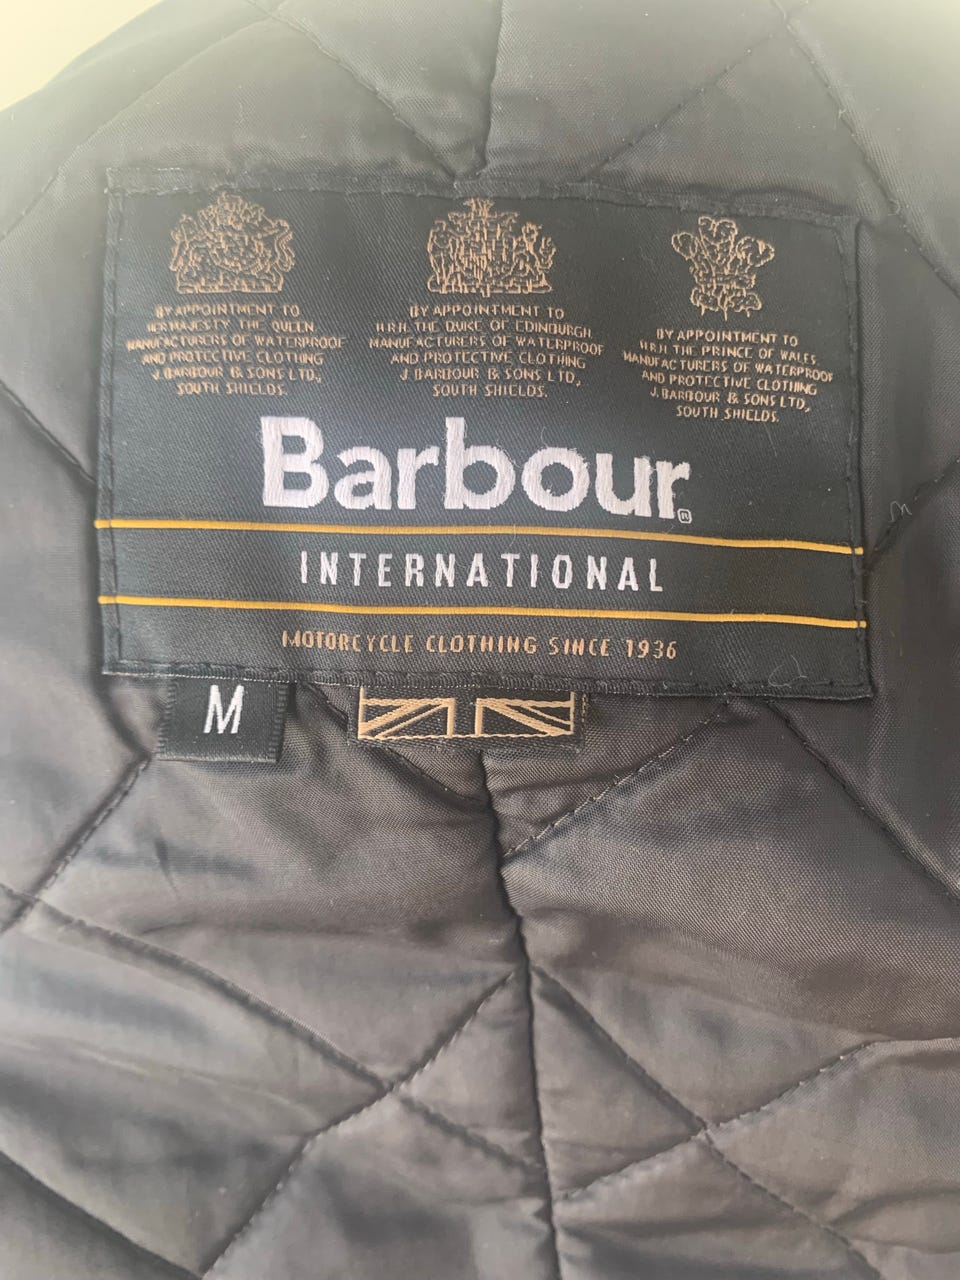 BY APPOINTMENT TO
HER MAJESTY THE QUEEN
MANUFACTURERS OF WATERPROOF
AND PROTECTIVE CLOTHING
J. BARBOUR & SONS LTD,
SOUTH SHIELDS.
BY APPOINTMENT TO
H.R.H. THE DUKE OF EDINBURGH
MANUFACTURERS OF WATERPROOF
AND PROTECTIVE CLOTHING
J. BARBOUR & SONS LTD,
SOUTH SHIELDS.
BY APPOINTMENT TO
H.R.H. THE PRINCE OF WALES
MANUFACTURERS OF WATERPROOF
AND PROTECTIVE CLOTHING
J. BARBOUR & SONS LTD,
SOUTH SHIELDS.
Barbour®
INTERNATIONAL
MOTORCYCLE CLOTHING SINCE 1936
M